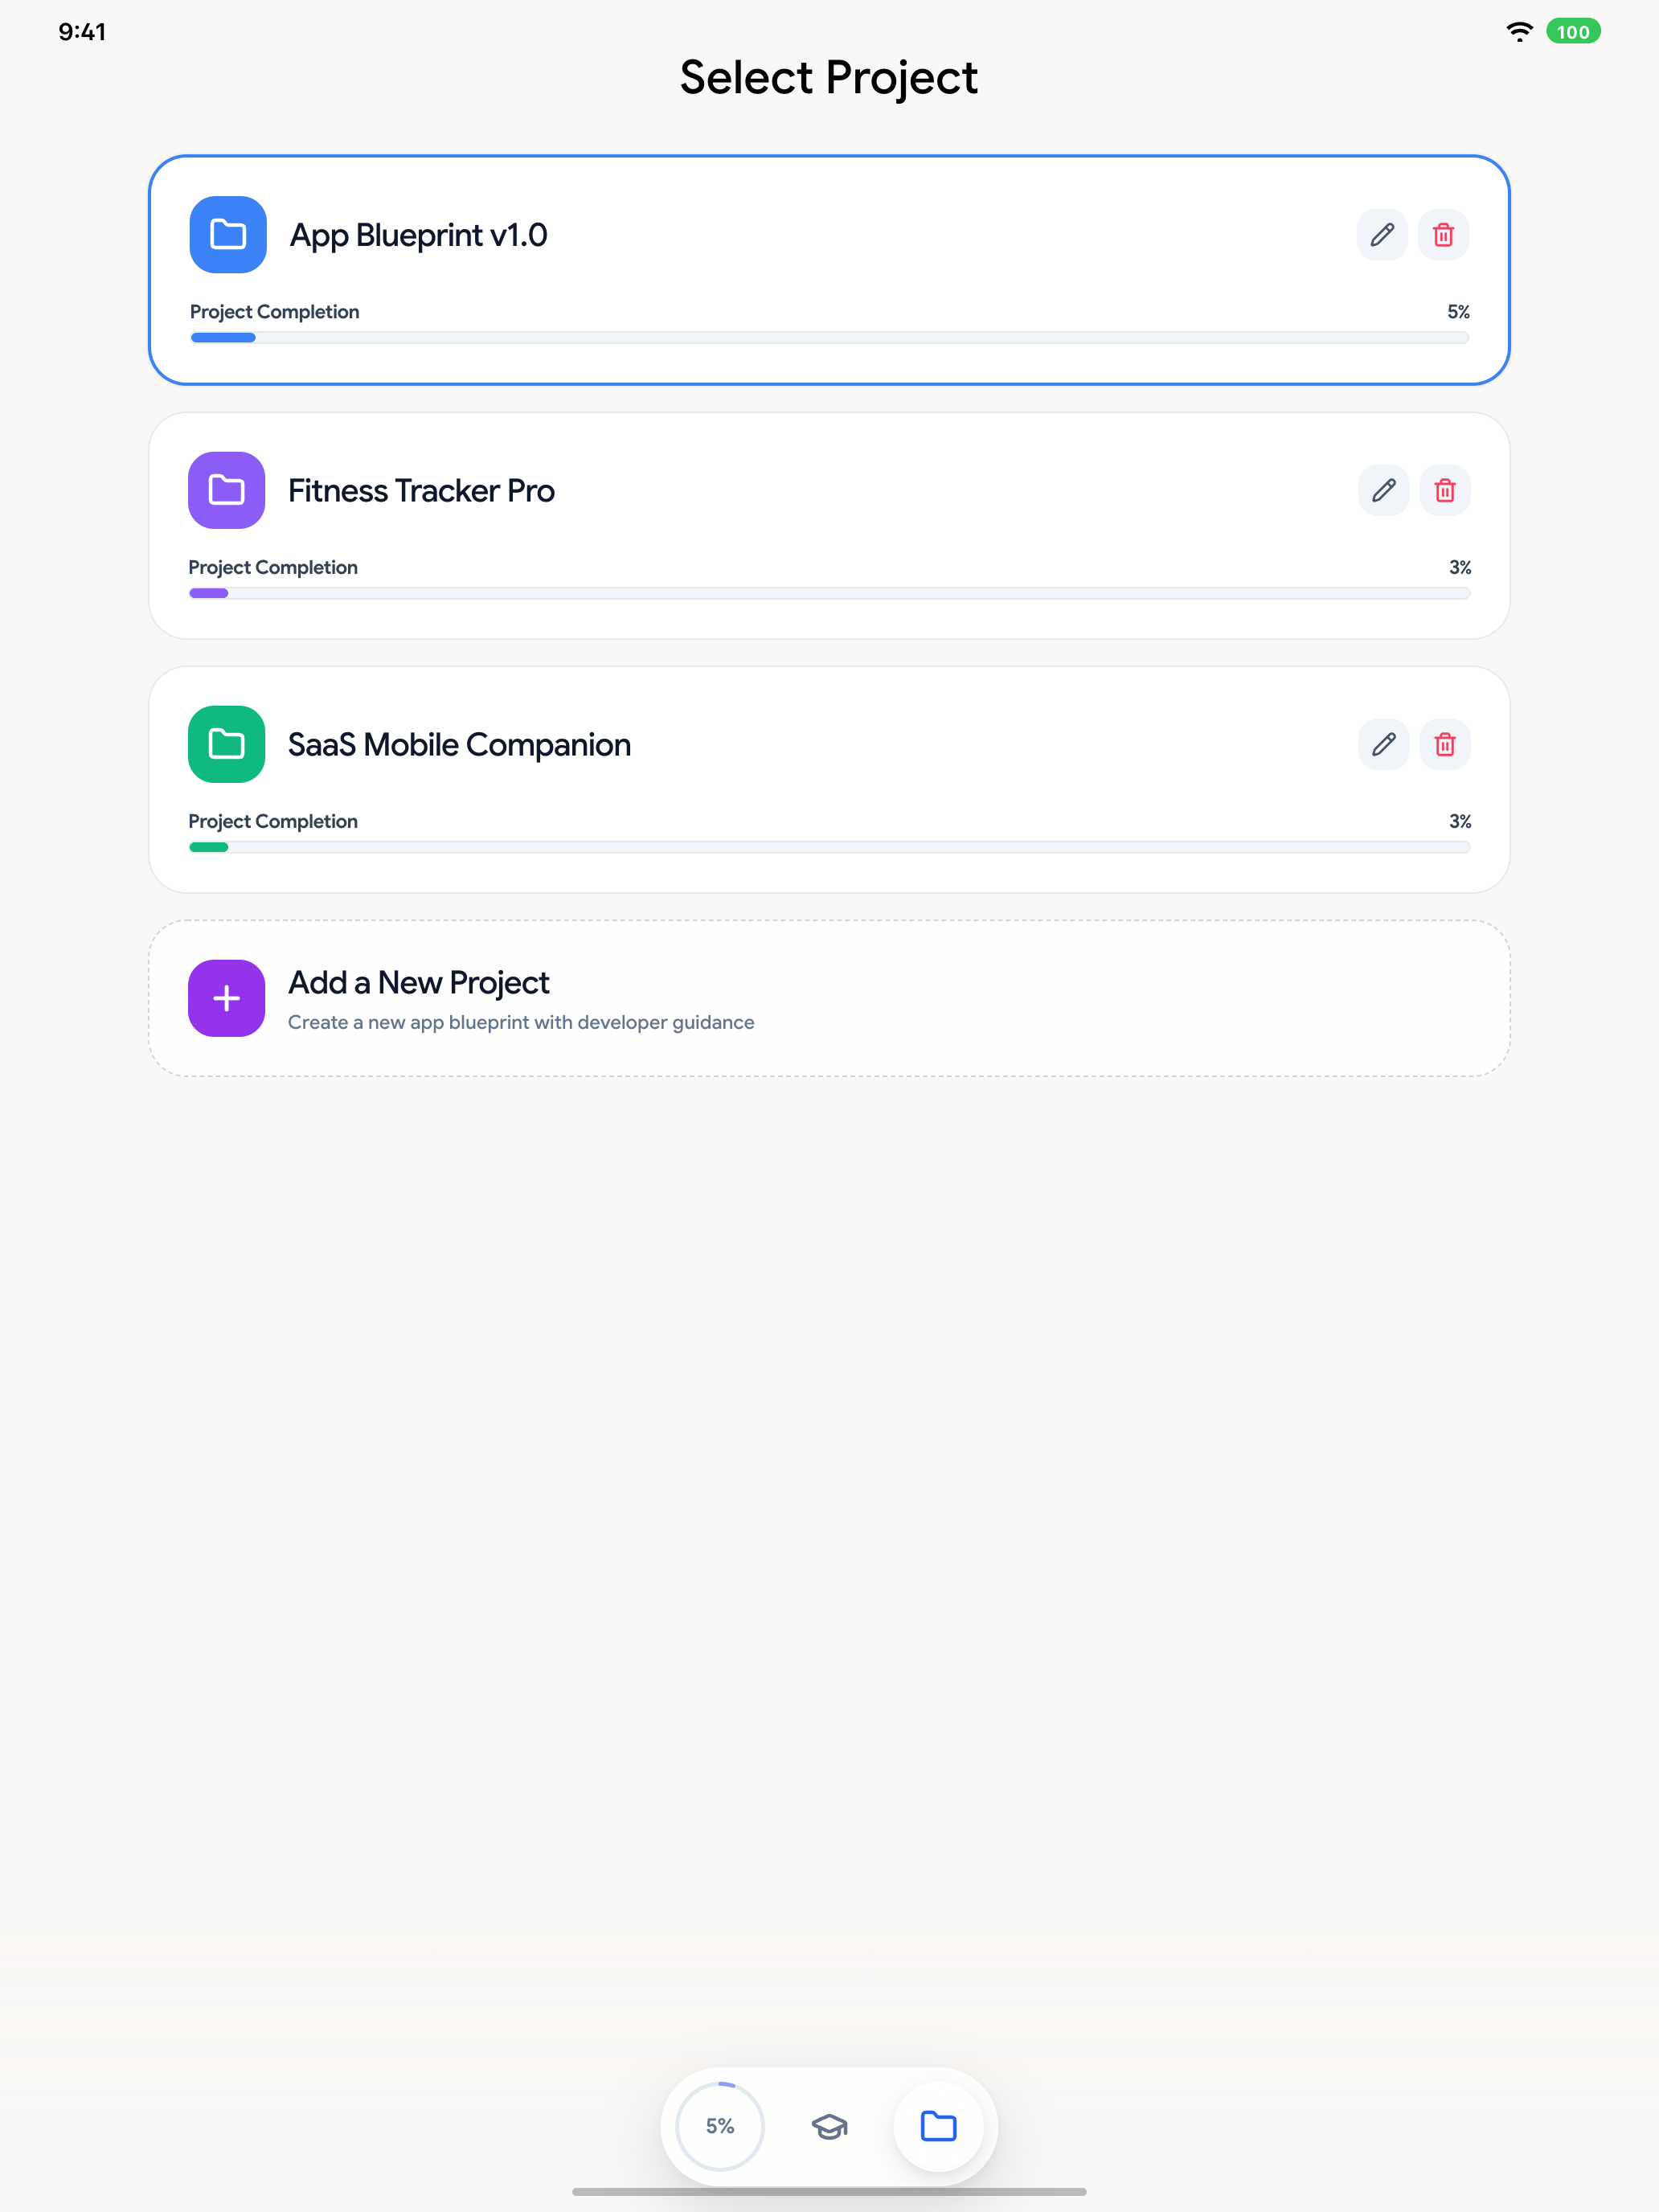 9:41
100
Select Project
App Blueprint v1.0
Project Completion
5%
Fitness Tracker Pro
Project Completion
3%
SaaS Mobile Companion
Project Completion
3%
Add a New Project
Create a new app blueprint with developer guidance
5%